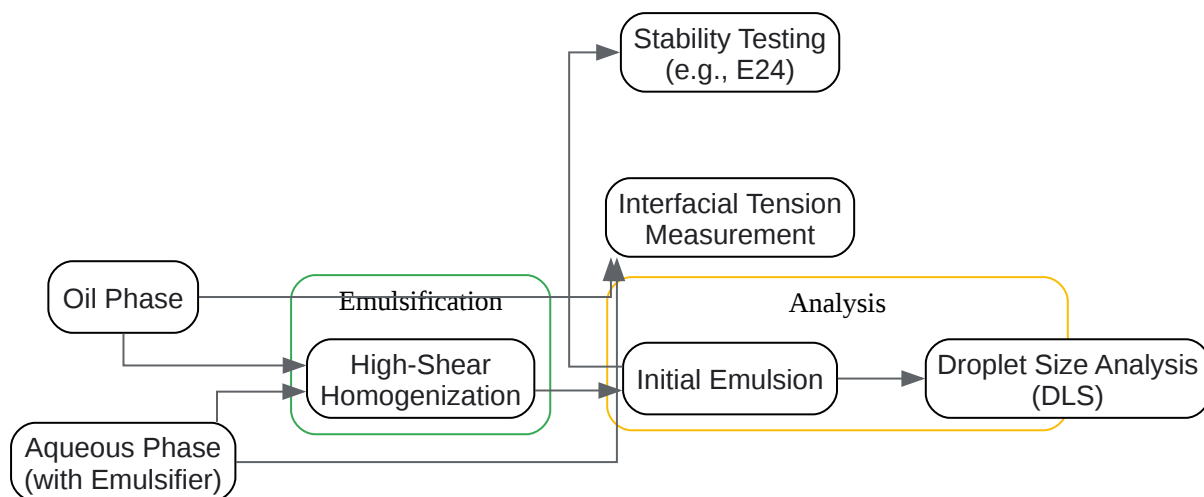 Stability Testing
(e.g., E24)
Interfacial Tension
Measurement
Oil Phase
Emulsification
Analysis
High-Shear
Homogenization
Initial Emulsion
Droplet Size Analysis
(DLS)
Aqueous Phase
(with Emulsifier)